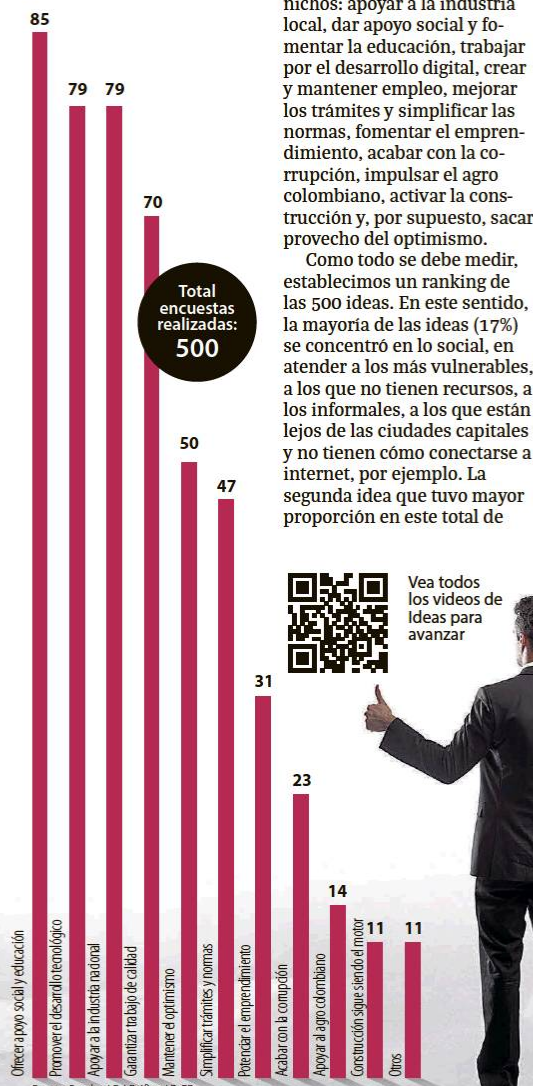 85
79
79
70
50
47
31
23
14
11
11
Total
encuestas
realizadas:
500
Ofrecer apoyo social y educación
Promover el desarrollo tecnológico
Apoyar a la industria nadonal
Garantizar trabajo de calidad
Mantener el optimismo
Simplificar trámites y normas
Potenciar el emprendimiento
Acabar con la corrupción
Apoyar al agro colombiano
Construcción sigue siendo el motor
Otros
nichos: apoyar a la industria
local, dar apoyo social y fo-
mentar la educación, trabajar
por el desarrollo digital, crear
y mantener empleo, mejorar
los trámites y simplificar las
normas, fomentar el empren-
dimiento, acabar con la co-
rrupción, impulsar el agro
colombiano, activar la cons-
trucción y, por supuesto, sacar
provecho del optimismo.
Como todo se debe medir,
establecimos un ranking de
las 500 ideas. En este sentido,
la mayoría de las ideas (17%)
se concentró en lo social, en
atender a los más vulnerables,
a los que no tienen recursos, a
los informales, a los que están
lejos de las ciudades capitales
y no tienen cómo conectarse a
internet, por ejemplo. La
segunda idea que tuvo mayor
proporción en este total de
Vea todos
los videos de
Ideas para
avanzar